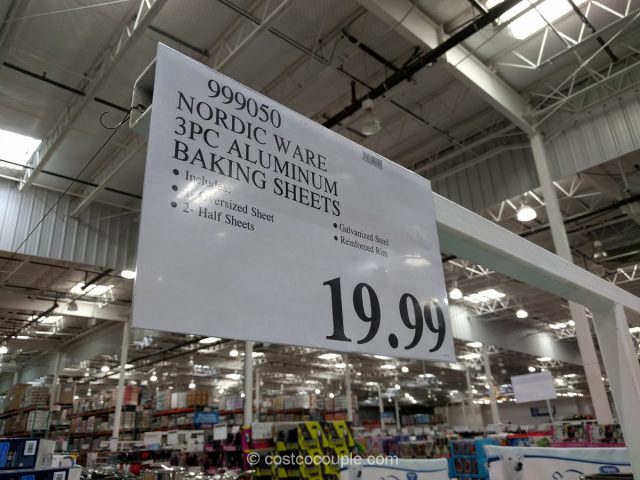 999050
NORDIC WARE
3PC ALUMINUM
BAKING SHEETS
• Includes:
• Oversized Sheet
• 2- Half Sheets
• Galvanized Steel
• Reinforced Rim
19.99
© costcocouple.com